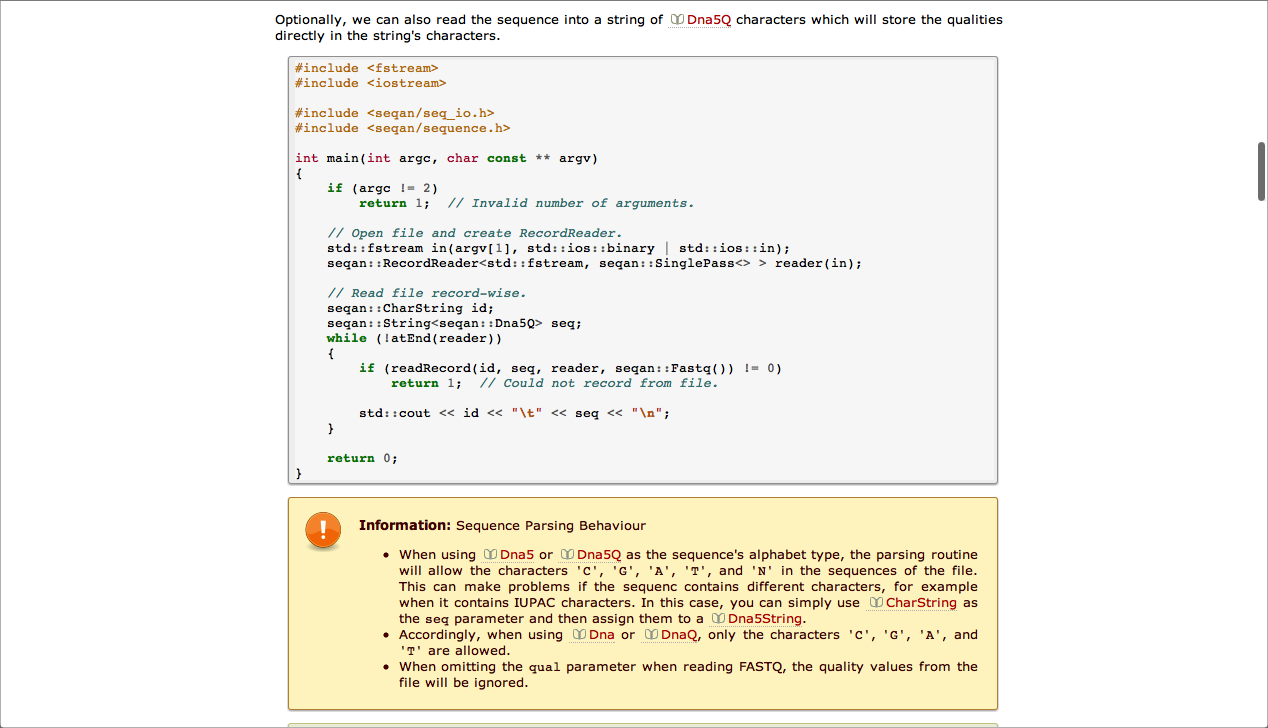 Optionally, we can also read the sequence into a string of Dna5Q characters which will store the qualities
directly in the string's characters.
#include <fstream>
#include <iostream>
#include <seqan/seq_io.h>
#include <seqan/sequence.h>
int main(int argc, char const ** argv)
{
    if (argc != 2)
        return 1;  // Invalid number of arguments.
    // Open file and create RecordReader.
    std::fstream in(argv[1], std::ios::binary | std::ios::in);
    seqan::RecordReader<std::fstream, seqan::SinglePass<> > reader(in);
    // Read file record-wise.
    seqan::CharString id;
    seqan::String<seqan::Dna5Q> seq;
    while (!atEnd(reader))
    {
        if (readRecord(id, seq, reader, seqan::Fastq()) != 0)
            return 1;  // Could not record from file.
        std::cout << id << "\t" << seq << "\n";
    }
    return 0;
}
! Information: Sequence Parsing Behaviour
• When using Dna5 or Dna5Q as the sequence's alphabet type, the parsing routine
will allow the characters 'C', 'G', 'A', 'T', and 'N' in the sequences of the file.
This can make problems if the sequenc contains different characters, for example
when it contains IUPAC characters. In this case, you can simply use CharString as
the seq parameter and then assign them to a Dna5String.
• Accordingly, when using Dna or DnaQ, only the characters 'C', 'G', 'A', and
'T' are allowed.
• When omitting the qual parameter when reading FASTQ, the quality values from the
file will be ignored.